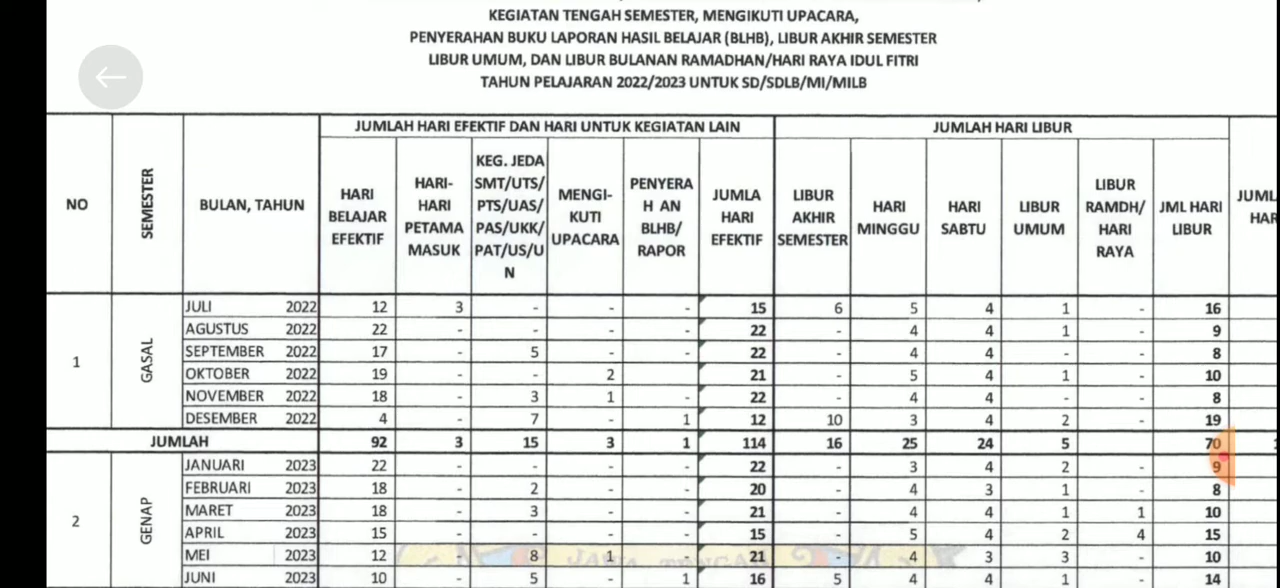 KEGIATAN TENGAH SEMESTER, MENGIKUTI UPACARA,
PENYERAHAN BUKU LAPORAN HASIL BELAJAR (BLHB), LIBUR AKHIR SEMESTER
LIBUR UMUM, DAN LIBUR BULANAN RAMADHAN/HARI RAYA IDUL FITRI
TAHUN PELAJARAN 2022/2023 UNTUK SD/SDLB/MI/MILB
JUMLAH HARI EFEKTIF DAN HARI UNTUK KEGIATAN LAIN
JUMLAH HARI LIBUR
NO
SEMESTER
BULAN, TAHUN
HARI
BELAJAR
EFEKTIF
HARI-
HARI
PETAMA
MASUK
KEG. JEDA
SMT/UTS/
PTS/UAS/
PAS/UKK/
PAT/US/U
N
MENGI-
KUTI
UPACARA
PENYERA
H AN
BLHB/
RAPOR
JUMLA
HARI
EFEKTIF
LIBUR
AKHIR
SEMESTER
HARI
MINGGU
HARI
SABTU
LIBUR
UMUM
LIBUR
RAMDH/
HARI
RAYA
JML HARI
LIBUR
JUML
HAR
1
GASAL
JULI 2022 12 3 - - - 15 6 5 4 1 - 16
AGUSTUS 2022 22 - - - - 22 - 4 4 1 - 9
SEPTEMBER 2022 17 - 5 - - 22 - 4 4 - - 8
OKTOBER 2022 19 - - 2 21 - 5 4 1 - 10
NOVEMBER 2022 18 - 3 1 - 22 - 4 4 - - 8
DESEMBER 2022 4 - 7 - 1 12 10 3 4 2 - 19
JUMLAH 92 3 15 3 1 114 16 25 24 5 70
2
GENAP
JANUARI 2023 22 - - - - 22 - 3 4 2 - 9
FEBRUARI 2023 18 - 2 - - 20 - 4 3 1 - 8
MARET 2023 18 - 3 - - 21 - 4 4 1 1 10
APRIL 2023 15 - - - - 15 - 5 4 2 4 15
MEI 2023 12 - 8 1 - 21 - 4 3 3 - 10
JUNI 2023 10 - 5 - 1 16 5 4 4 1 - 14
JAWA TENGAH